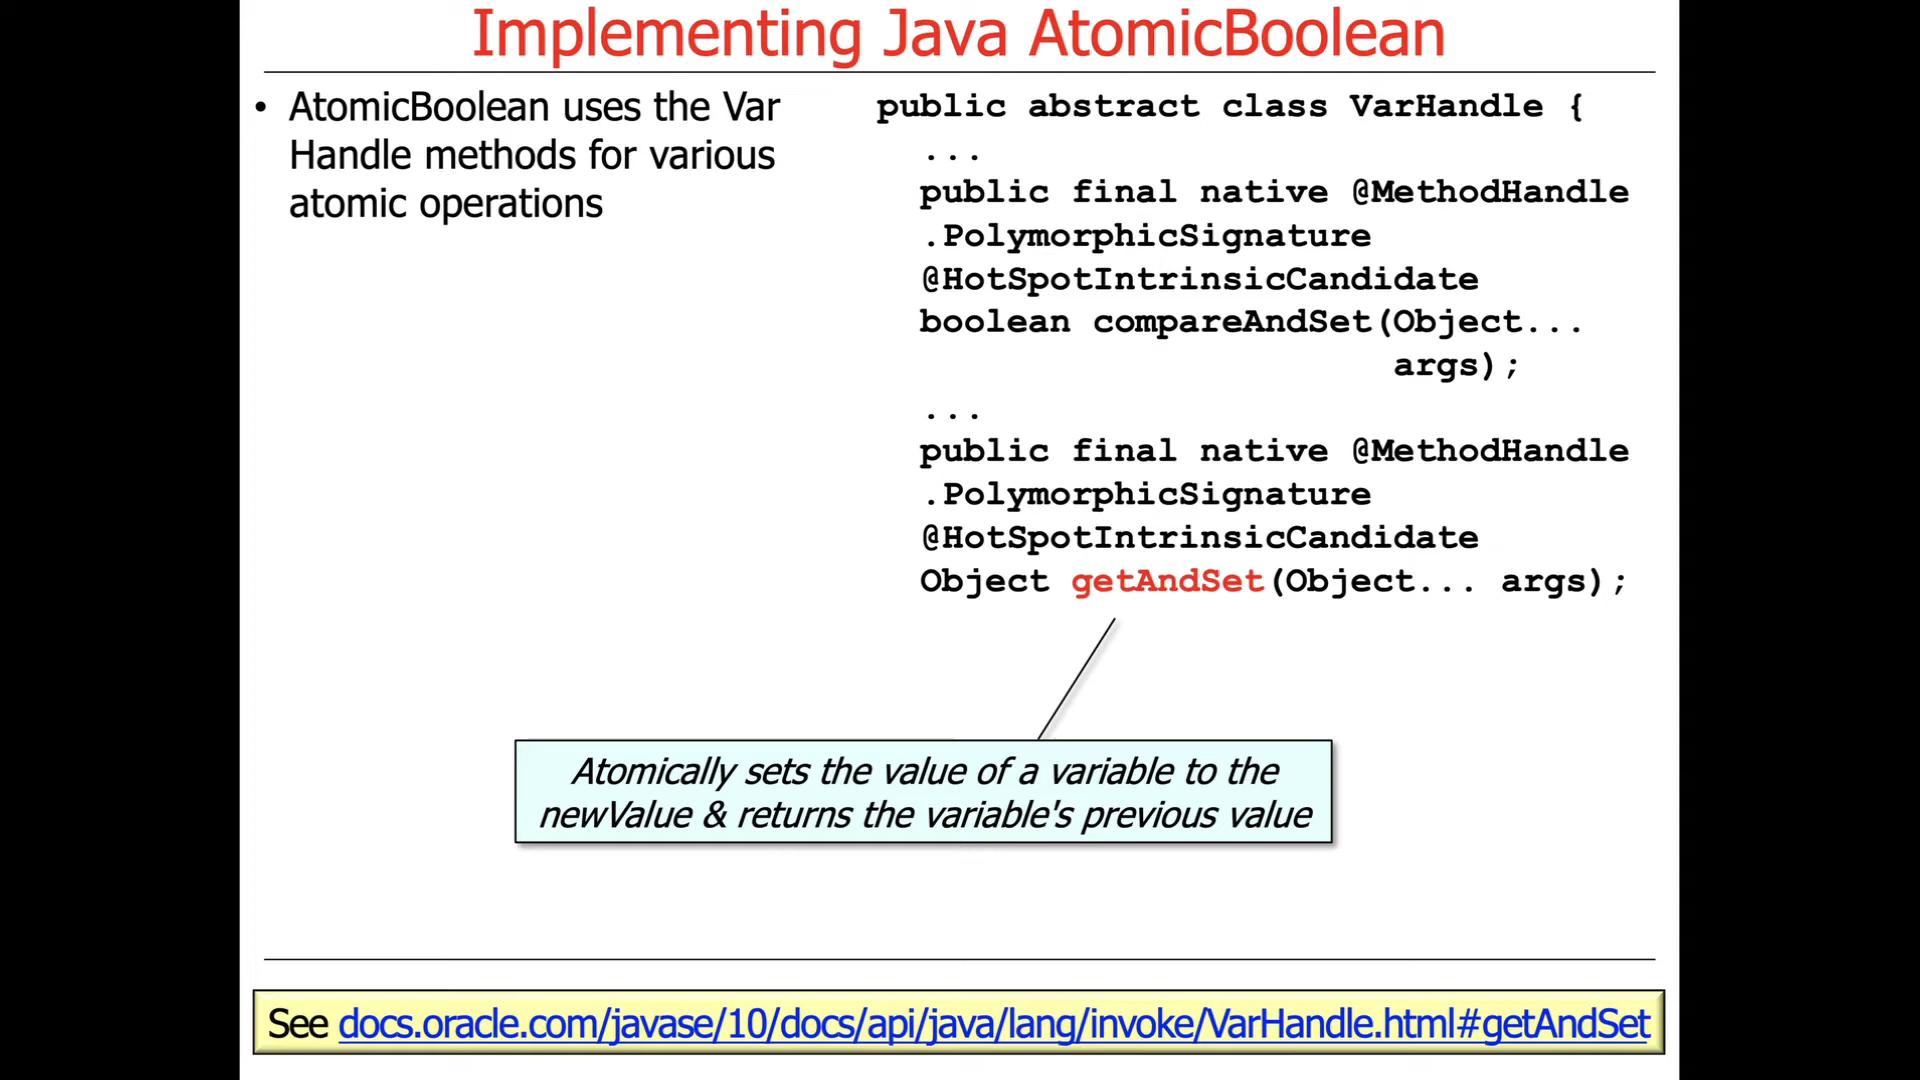 Implementing Java AtomicBoolean
• AtomicBoolean uses the Var
Handle methods for various
atomic operations
public abstract class VarHandle {
...
public final native @MethodHandle
.PolymorphicSignature
@HotSpotIntrinsicCandidate
boolean compareAndSet(Object...
args);
...
public final native @MethodHandle
.PolymorphicSignature
@HotSpotIntrinsicCandidate
Object getAndSet(Object... args);
Atomically sets the value of a variable to the
newValue & returns the variable's previous value
See docs.oracle.com/javase/10/docs/api/java/lang/invoke/VarHandle.html#getAndSet